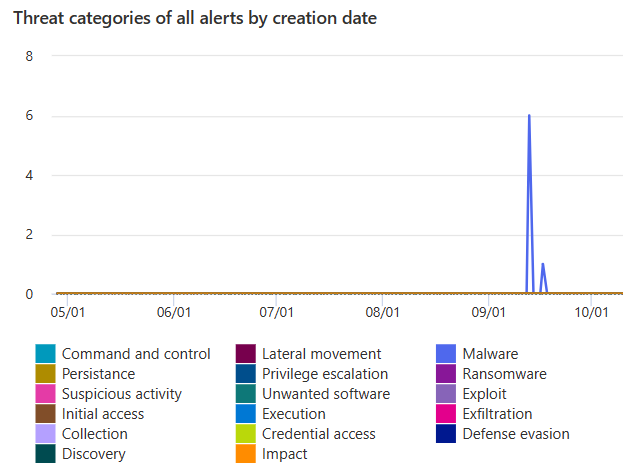 Threat categories of all alerts by creation date
8
6
4
2
0
05/01 06/01 07/01 08/01 09/01 10/01
Command and control Lateral movement Malware
Persistance Privilege escalation Ransomware
Suspicious activity Unwanted software Exploit
Initial access Execution Exfiltration
Collection Credential access Defense evasion
Discovery Impact